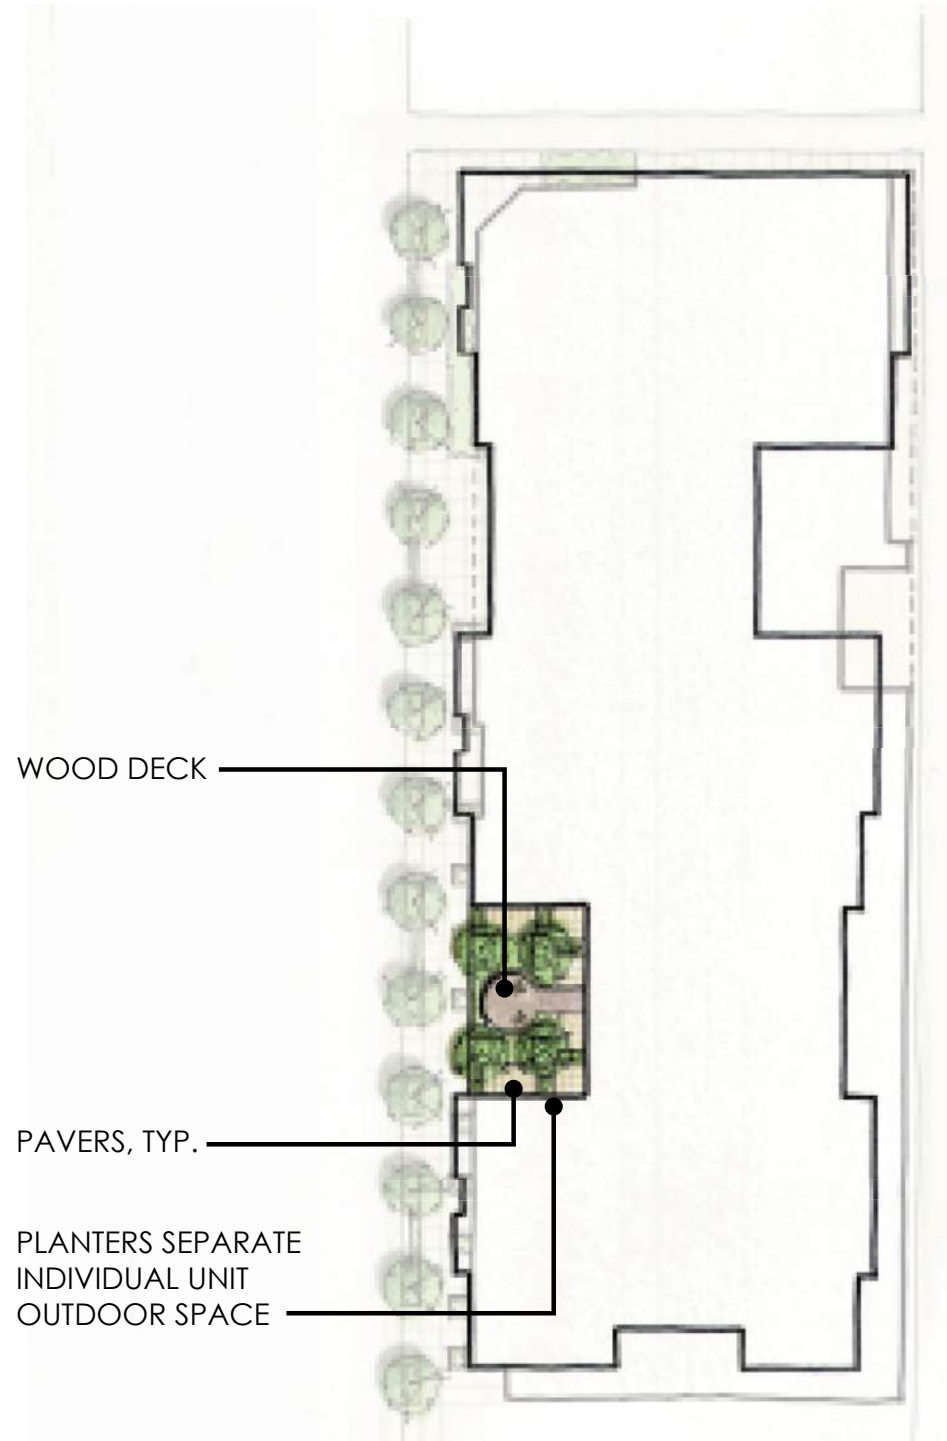 WOOD DECK
PAVERS, TYP.
PLANTERS SEPARATE
INDIVIDUAL UNIT
OUTDOOR SPACE